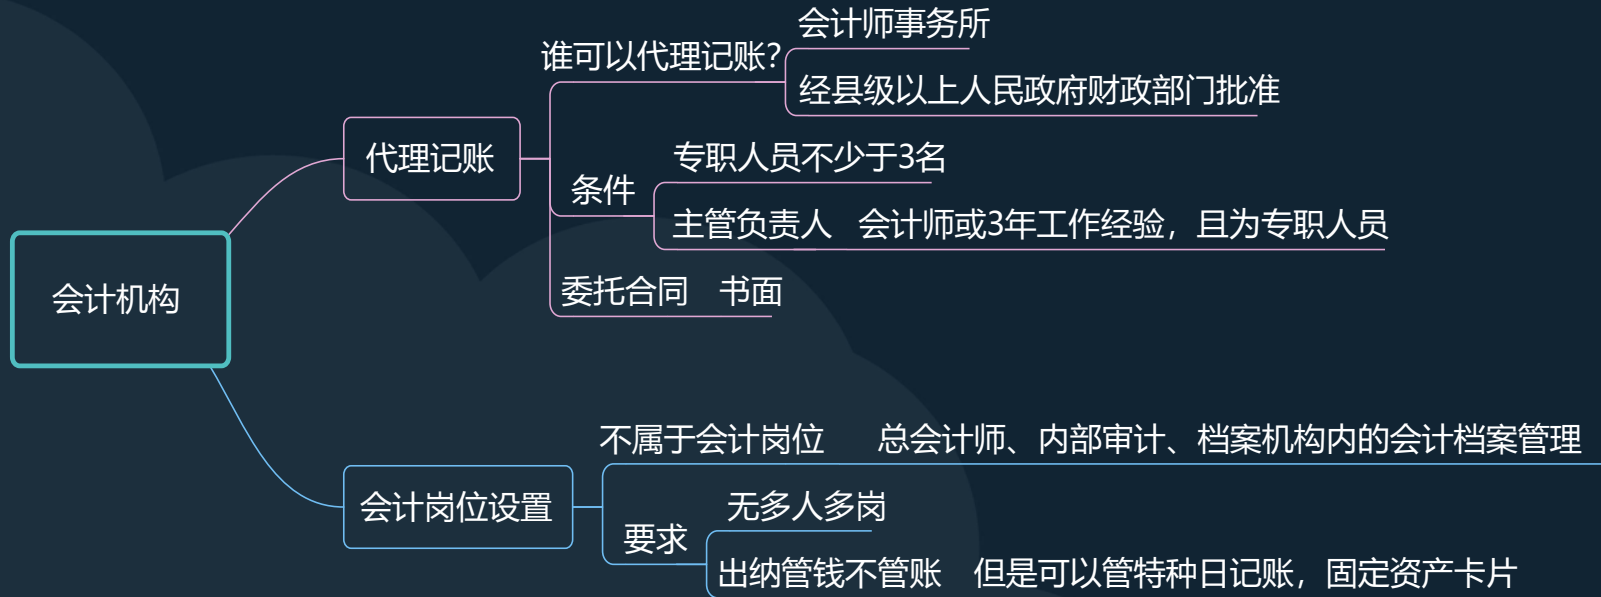 会计师事务所
谁可以代理记账？
经县级以上人民政府财政部门批准
代理记账
专职人员不少于3名
条件
主管负责人 会计师或3年工作经验，且为专职人员
委托合同 书面
会计机构
不属于会计岗位 总会计师、内部审计、档案机构内的会计档案管理
会计岗位设置
无多人多岗
要求
出纳管钱不管账 但是可以管特种日记账，固定资产卡片